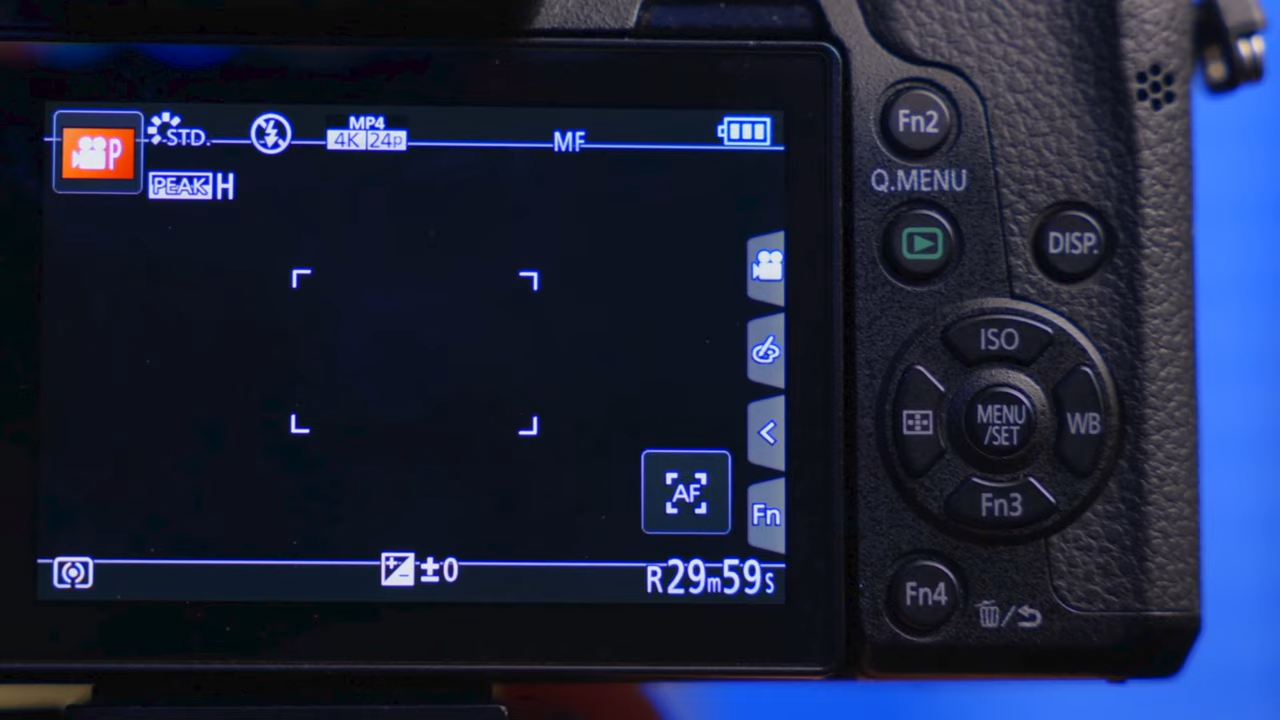 P
STD.
MP4
4K 24p
MF
PEAK H
AF
Fn
±0
R29m59s
Fn2
Q.MENU
DISP.
ISO
MENU
/SET
WB
Fn3
Fn4